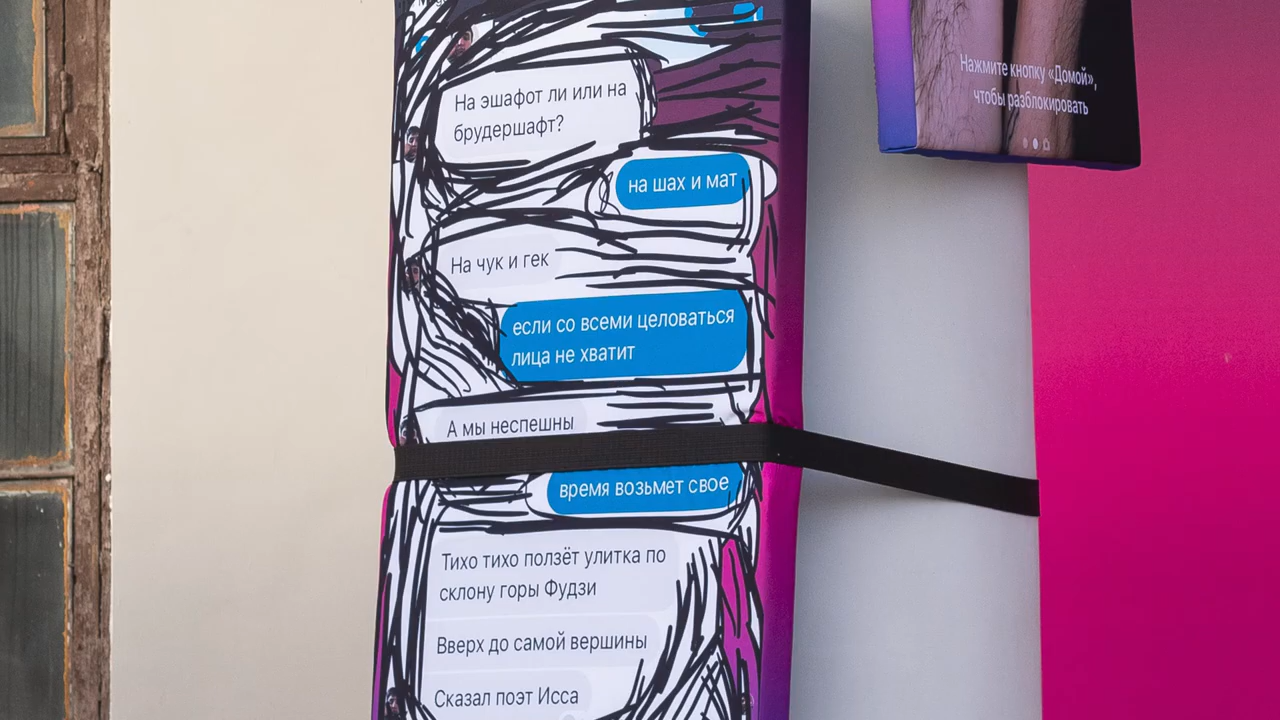 На эшафот ли или на
брудершафт?
на шах и мат
На чук и гек
если со всеми целоваться
лица не хватит
А мы неспешны
время возьмет свое
Тихо тихо ползёт улитка по
склону горы Фудзи
Вверх до самой вершины
Сказал поэт Исса
Нажмите кнопку «Домой»,
чтобы разблокировать